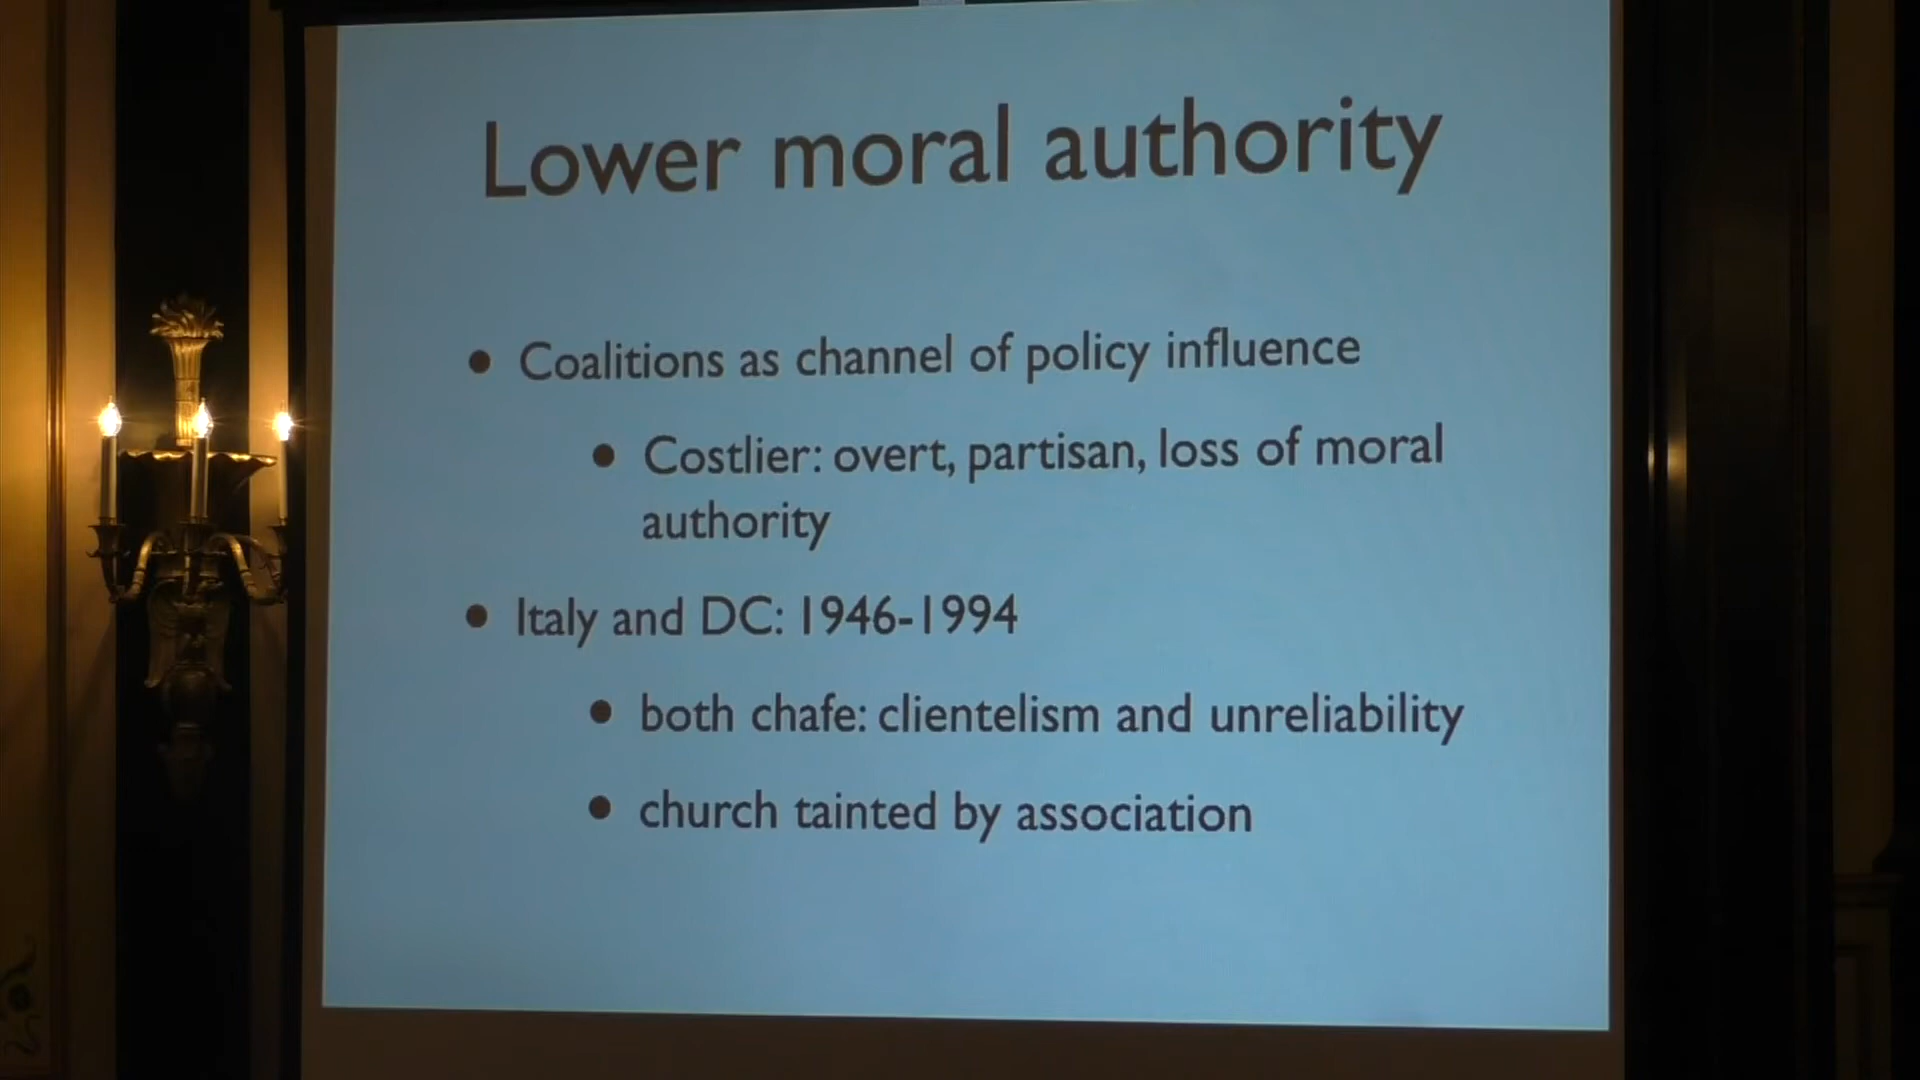 Lower moral authority
• Coalitions as channel of policy influence
• Costlier: overt, partisan, loss of moral
authority
• Italy and DC: 1946-1994
• both chafe: clientelism and unreliability
• church tainted by association